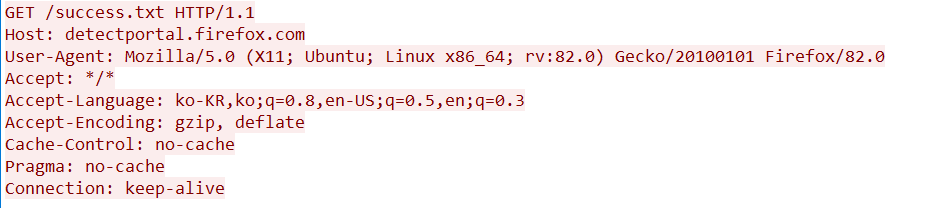 GET /success.txt HTTP/1.1
Host: detectportal.firefox.com
User-Agent: Mozilla/5.0 (X11; Ubuntu; Linux x86_64; rv:82.0) Gecko/20100101 Firefox/82.0
Accept: */*
Accept-Language: ko-KR,ko;q=0.8,en-US;q=0.5,en;q=0.3
Accept-Encoding: gzip, deflate
Cache-Control: no-cache
Pragma: no-cache
Connection: keep-alive